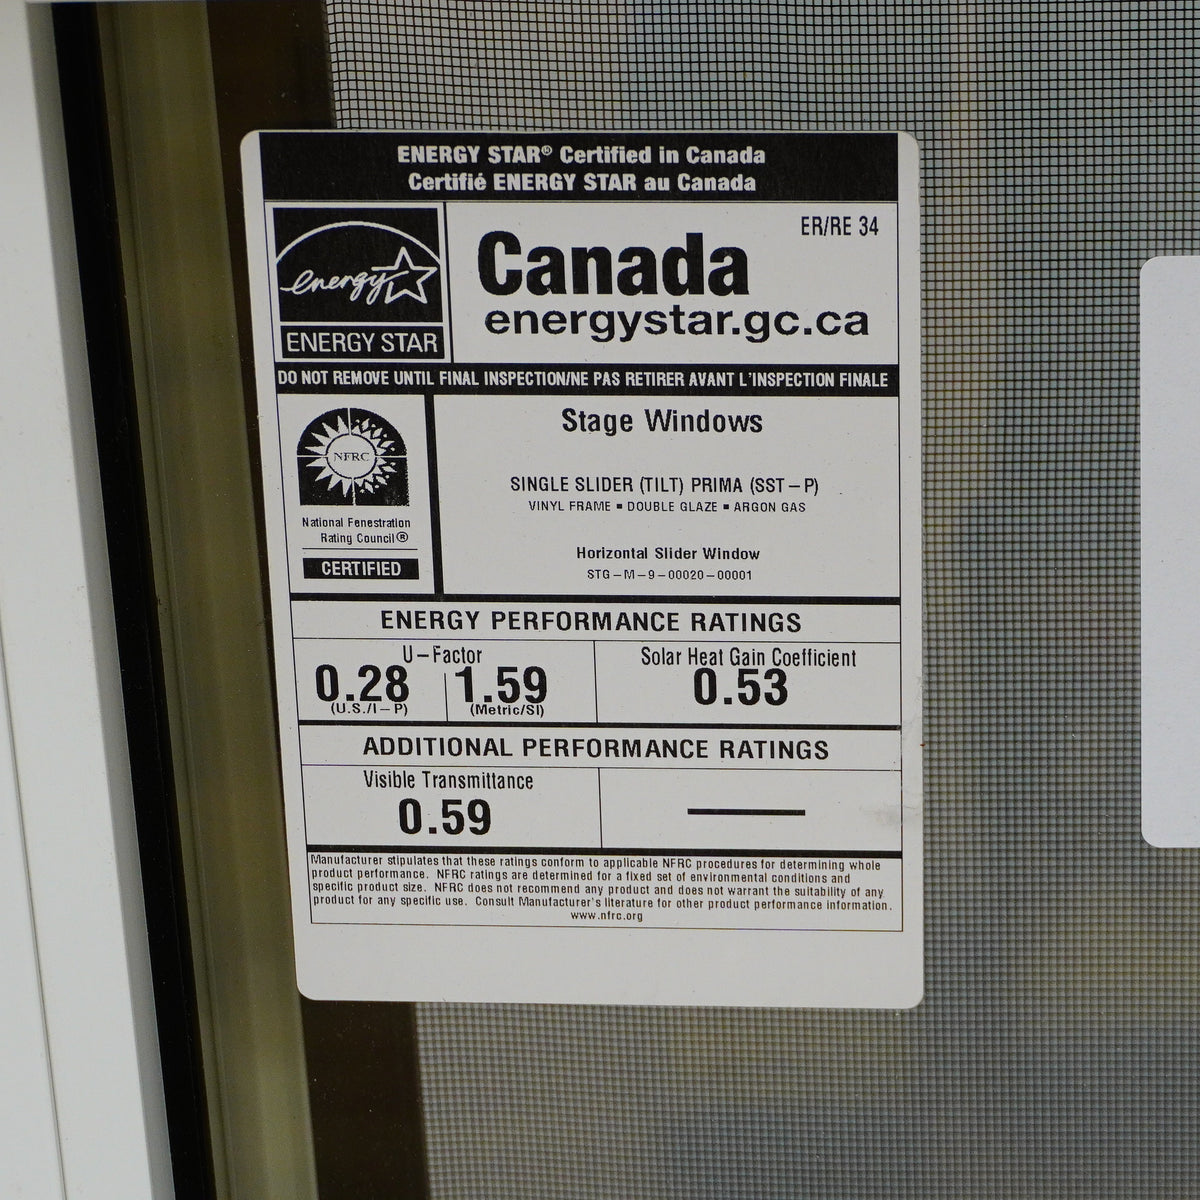 ENERGY STAR® Certified in Canada
Certifié ENERGY STAR au Canada
energy
ENERGY STAR
ER/RE 34
Canada
energystar.gc.ca
DO NOT REMOVE UNTIL FINAL INSPECTION/NE PAS RETIRER AVANT L'INSPECTION FINALE
NFRC
National Fenestration
Rating Council®
CERTIFIED
Stage Windows
SINGLE SLIDER (TILT) PRIMA (SST-P)
VINYL FRAME ▪ DOUBLE GLAZE ▪ ARGON GAS
Horizontal Slider Window
STG-M-9-00020-00001
ENERGY PERFORMANCE RATINGS
U-Factor
0.28
(U.S./I-P)
1.59
(Metric/SI)
Solar Heat Gain Coefficient
0.53
ADDITIONAL PERFORMANCE RATINGS
Visible Transmittance
0.59
Manufacturer stipulates that these ratings conform to applicable NFRC procedures for determining whole
product performance. NFRC ratings are determined for a fixed set of environmental conditions and
specific product size. NFRC does not recommend any product and does not warrant the suitability of any
product for any specific use. Consult Manufacturer's literature for other product performance information.
www.nfrc.org